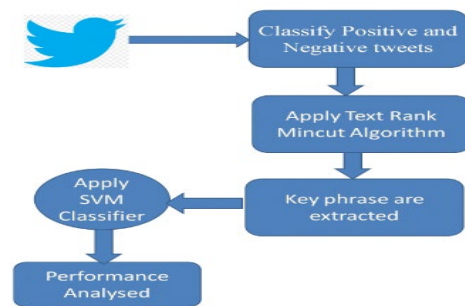 Classify Positive and
Negative tweets
Apply Text Rank
Mincut Algorithm
Key phrase are
extracted
Apply
SVM
Classifier
Performance
Analysed